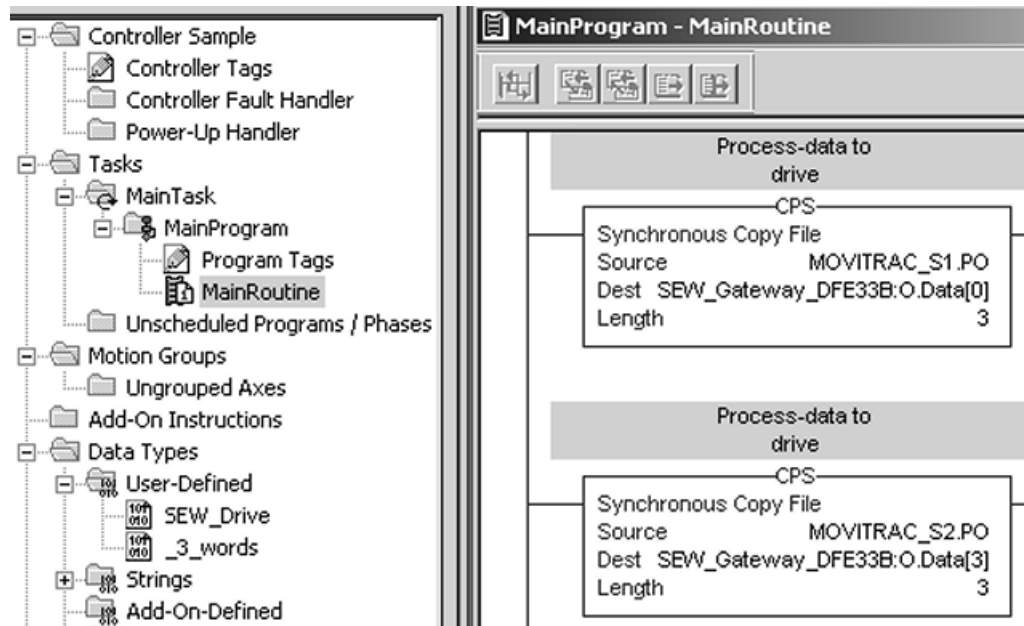 Controller Sample
Controller Tags
Controller Fault Handler
Power-Up Handler
Tasks
MainTask
MainProgram
Program Tags
MainRoutine
Unscheduled Programs / Phases
Motion Groups
Ungrouped Axes
Add-On Instructions
Data Types
User-Defined
SEW_Drive
_3_words
Strings
Add-On-Defined
MainProgram - MainRoutine
Process-data to
drive
CPS
Synchronous Copy File
Source MOVITRAC_S1.PO
Dest SEW_Gateway_DFE33B:O.Data[0]
Length 3
Process-data to
drive
CPS
Synchronous Copy File
Source MOVITRAC_S2.PO
Dest SEW_Gateway_DFE33B:O.Data[3]
Length 3